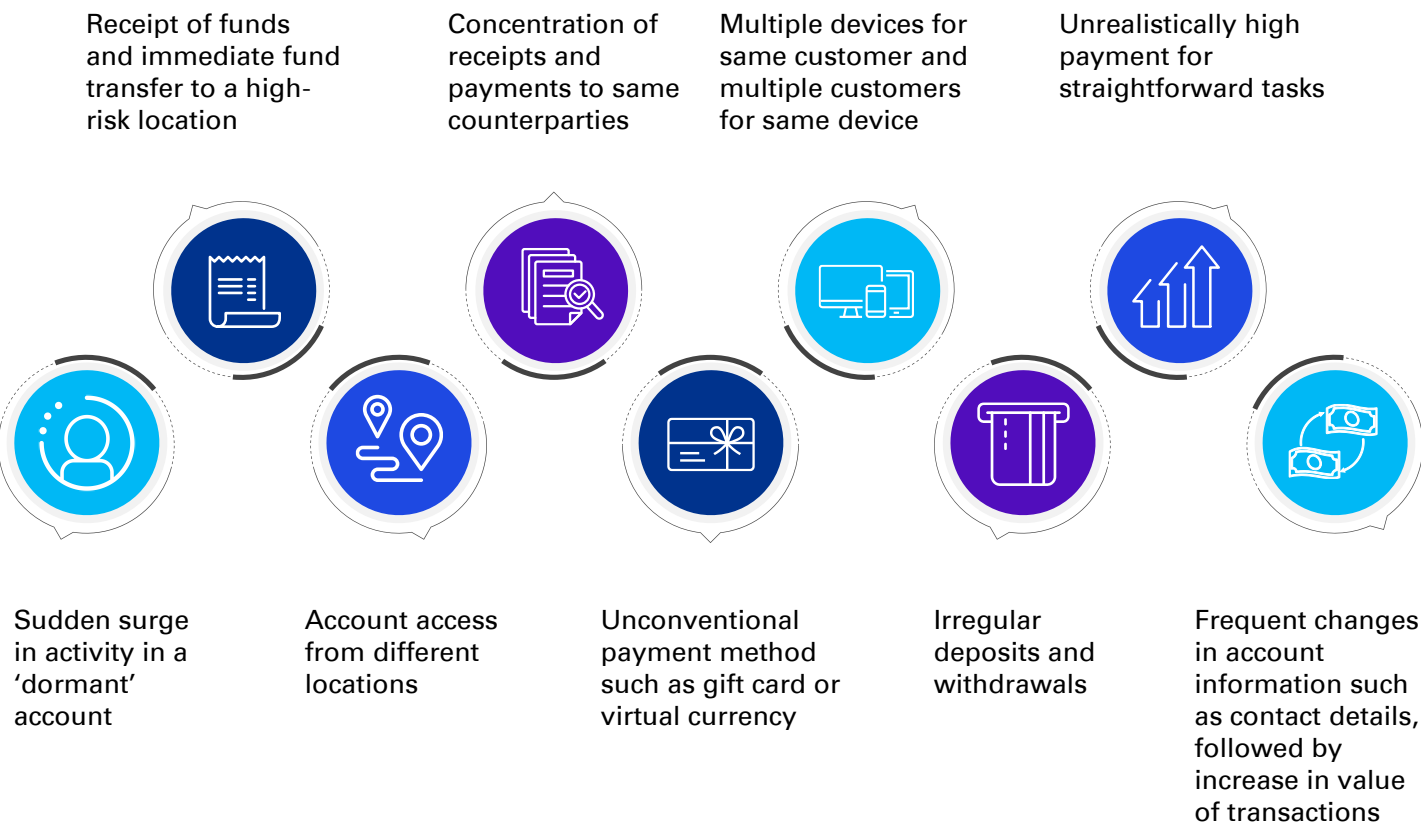 Receipt of funds
and immediate fund
transfer to a high-
risk location
Concentration of
receipts and
payments to same
counterparties
Multiple devices for
same customer and
multiple customers
for same device
Unrealistically high
payment for
straightforward tasks
Sudden surge
in activity in a
‘dormant’
account
Account access
from different
locations
Unconventional
payment method
such as gift card or
virtual currency
Irregular
deposits and
withdrawals
Frequent changes
in account
information such
as contact details,
followed by
increase in value
of transactions